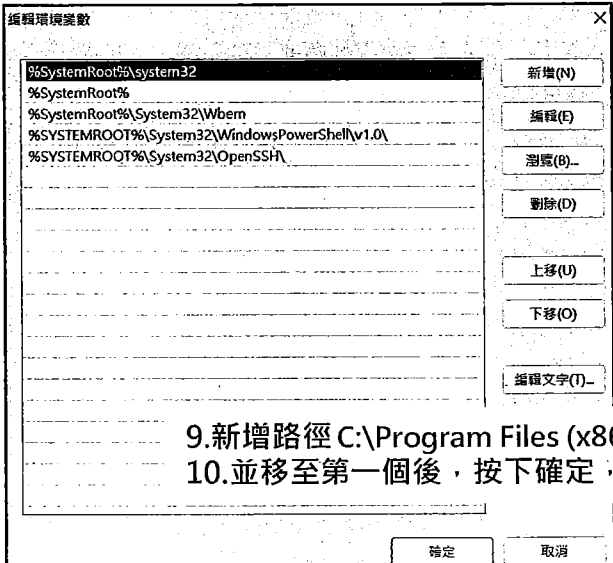 編輯環境變數
%SystemRoot%\system32
%SystemRoot%
%SystemRoot%\System32\Wbem
%SYSTEMROOT%\System32\WindowsPowerShell\v1.0\
%SYSTEMROOT%\System32\OpenSSH\
新增(N)
編輯(E)
瀏覽(B)...
刪除(D)
上移(U)
下移(O)
編輯文字(T)...
9.新增路徑 C:\Program Files (x86
10.並移至第一個後，按下確定，
確定
取消